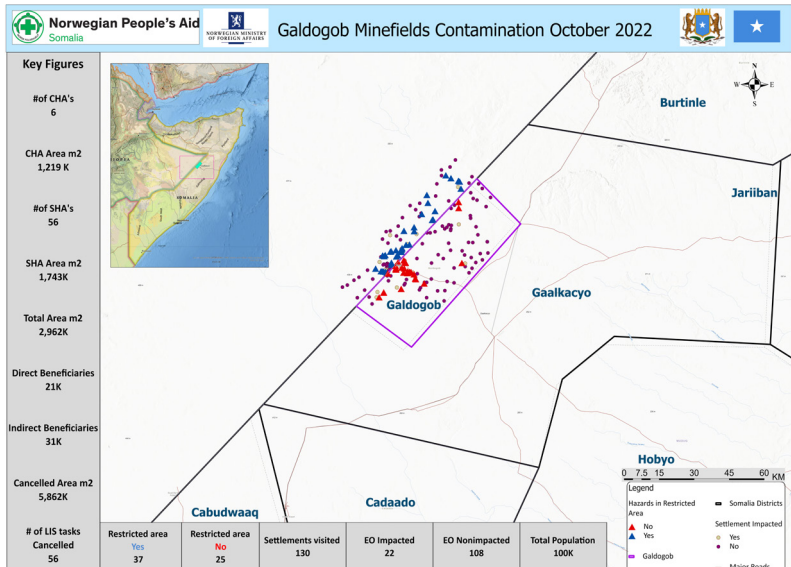 Norwegian People's Aid
Somalia
NORWEGIAN MINISTRY
OF FOREIGN AFFAIRS
Galdogob Minefields Contamination October 2022
Key Figures
#of CHA's
6
CHA Area m2
1,219 K
#of SHA's
56
SHA Area m2
1,743K
Total Area m2
2,962K
Direct Beneficiaries
21K
Indirect Beneficiaries
31K
Cancelled Area m2
5,862K
# of LIS tasks
Cancelled
56
N
W
E
S
SOMALIA
Burtinle
Jariiban
Gaalkacyo
Galdogob
Hobyo
Cadaado
Cabudwaaq
0 7.5 15 30 45 60 KM
Legend
Hazards in Restricted
Area
No
Yes
Galdogob
Somalia Districts
Settlement Impacted
Yes
No
Major Roads
Restricted area
Yes
37
Restricted area
No
25
Settlements visited
130
EO Impacted
22
EO Nonimpacted
108
Total Population
100K